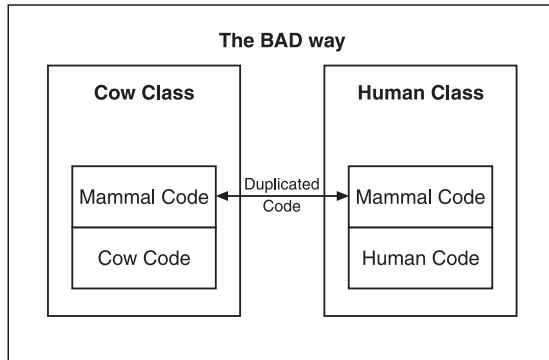 The BAD way
Cow Class
Human Class
Duplicated
Code
Mammal Code
Mammal Code
Cow Code
Human Code